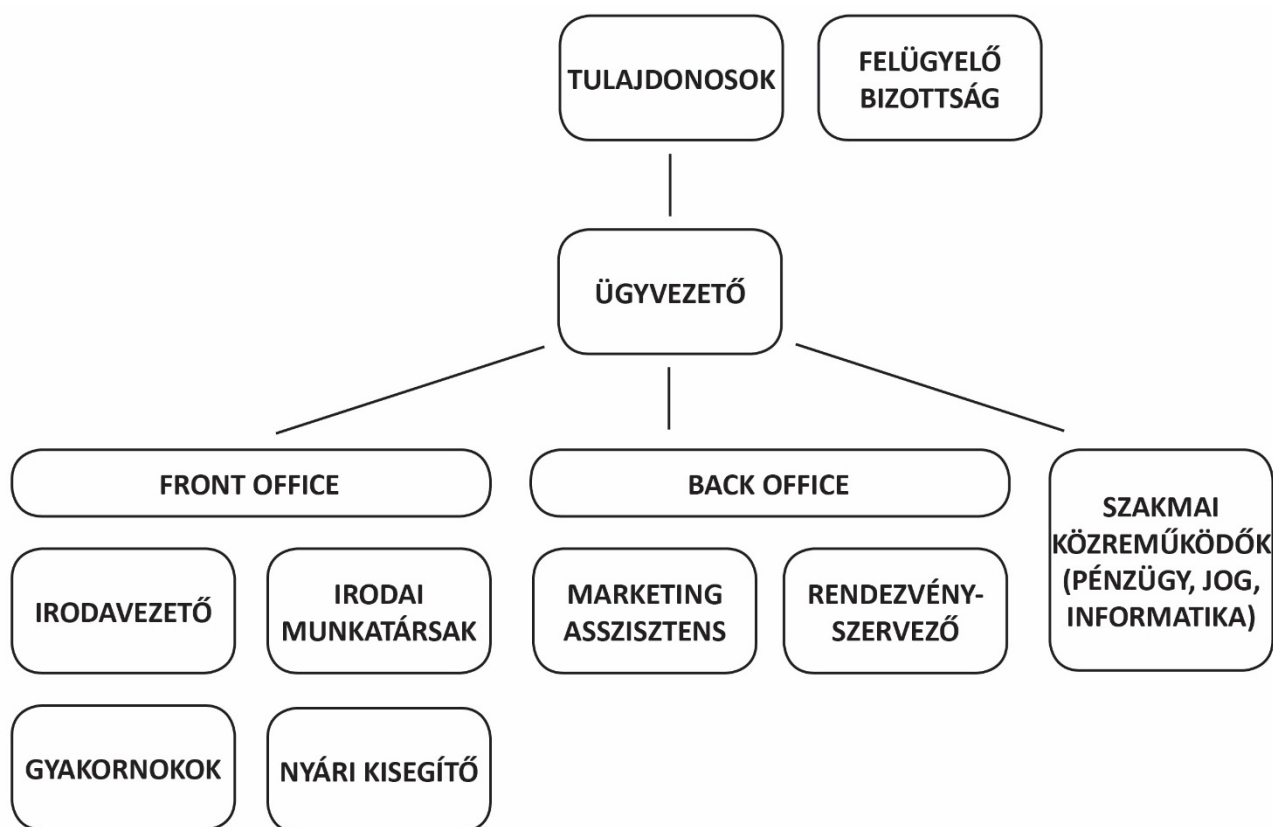 TULAJDONOSOK
FELÜGYELŐ
BIZOTTSÁG
ÜGYVEZETŐ
FRONT OFFICE
BACK OFFICE
SZAKMAI
KÖZREMŰKÖDŐK
(PÉNZÜGY, JOG,
INFORMATIKA)
IRODAVEZETŐ
IRODAI
MUNKATÁRSAK
MARKETING
ASSZISZTENS
RENDEZVÉNY-
SZERVEZŐ
GYAKORNOKOK
NYÁRI KISEGÍTŐ